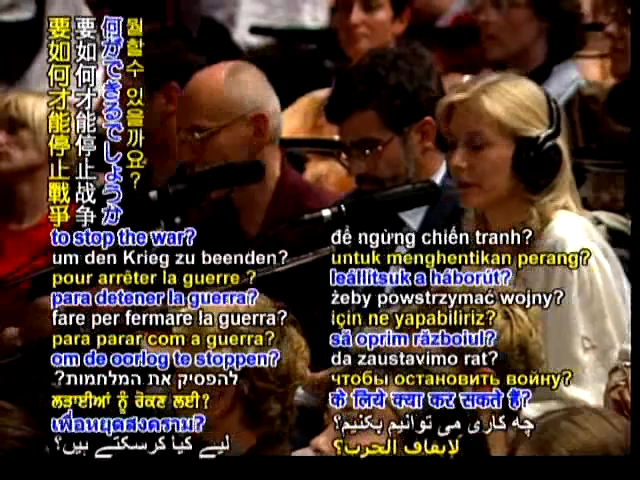 要如何才能停止戰爭
要如何才能停止战争
何ができるでしょうか
뭘할수 있을까요?
to stop the war?
um den Krieg zu beenden?
pour arrêter la guerre ?
para detener la guerra?
fare per fermare la guerra?
para parar com a guerra?
om de oorlog te stoppen?
להפסיק את המלחמות?
ਲੜਾਈਆਂ ਨੂੰ ਰੋਕਣ ਲਈ?
เพื่อหยุดสงคราม?
لیے کیا کرسکتے ہیں؟
để ngừng chiến tranh?
untuk menghentikan perang?
leállítsuk a háborút?
żeby powstrzymać wojny?
için ne yapabiliriz?
să oprim războiul?
da zaustavimo rat?
чтобы остановить войну?
के लिये क्या कर सकते हैं?
چه کاری می توانیم بکنیم؟
لإيقاف الحرب؟